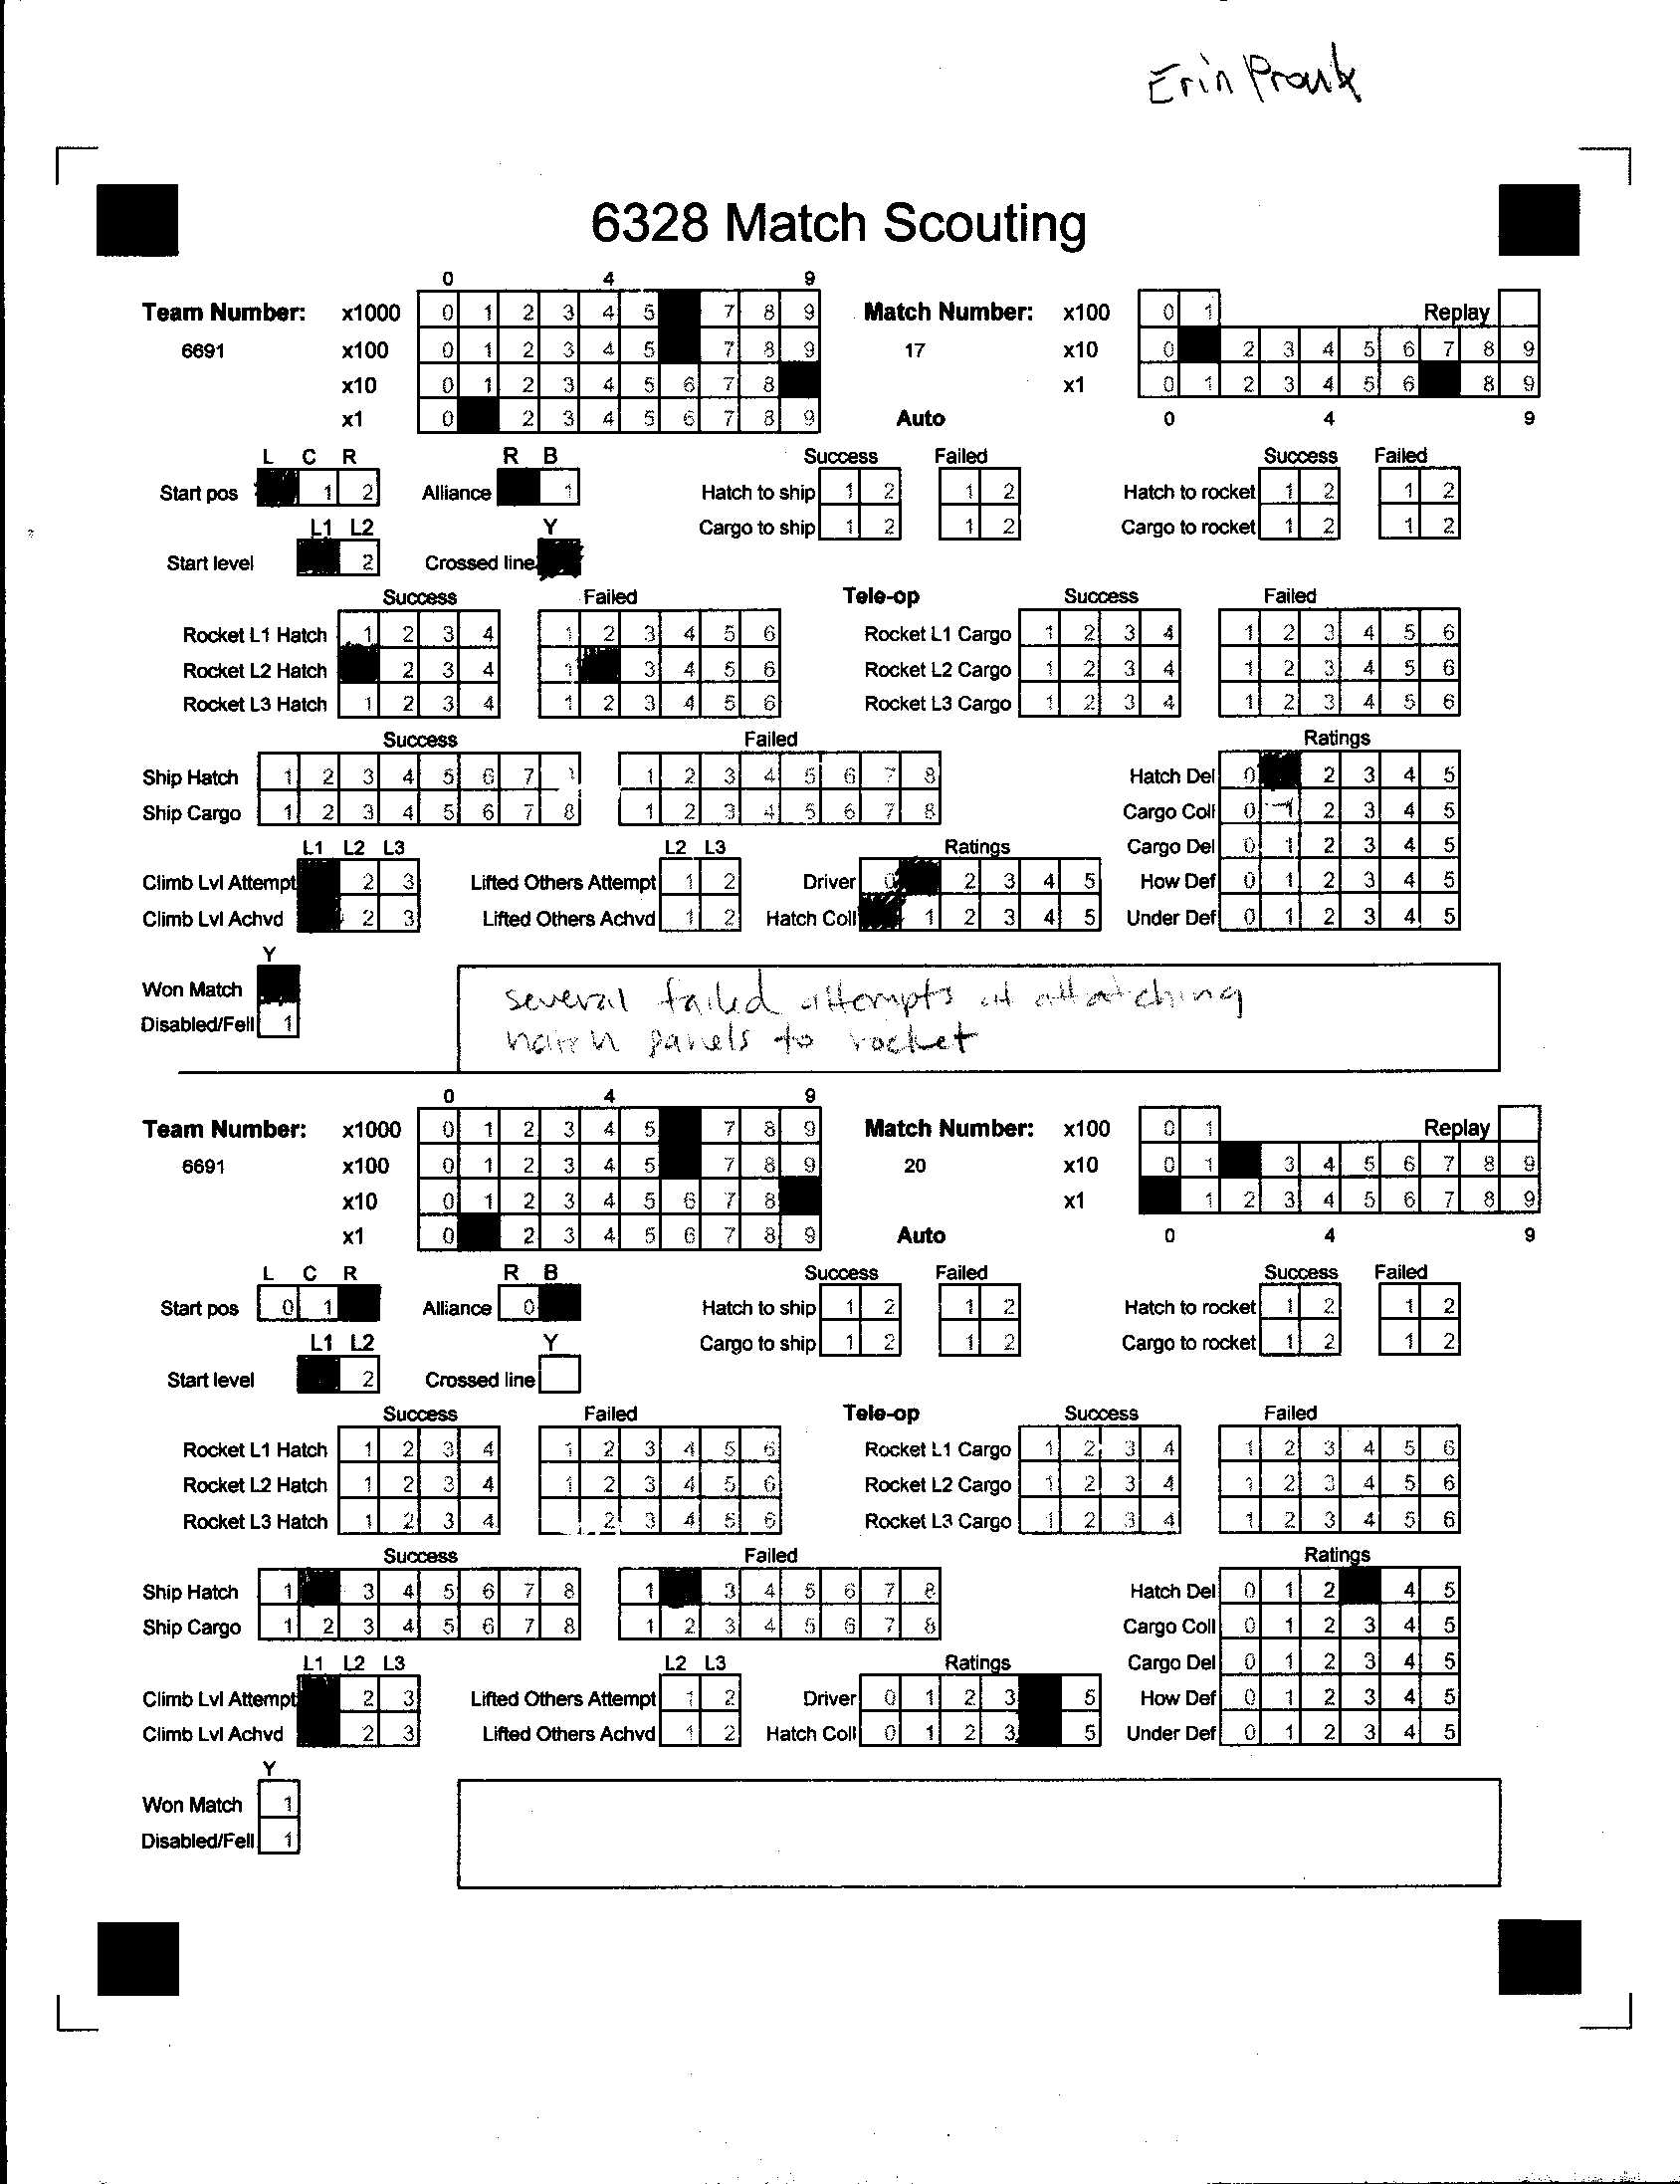 Erin Prout
6328 Match Scouting
0 4 9
Team Number: x1000 0 1 2 3 4 5 7 8 9 Match Number: x100 0 1 Replay
6691 x100 0 1 2 3 4 5 7 8 9 17 x10 0 2 3 4 5 6 7 8 9
x10 0 1 2 3 4 5 6 7 8 x1 0 1 2 3 4 5 6 8 9
x1 0 2 3 4 5 6 7 8 9 Auto 0 4 9
L C R R B Success Failed Success Failed
Start pos 1 2 Alliance 1 Hatch to ship 1 2 1 2 Hatch to rocket 1 2 1 2
L1 L2 Y Cargo to ship 1 2 1 2 Cargo to rocket 1 2 1 2
Start level 2 Crossed line
Success Failed Tele-op Success Failed
Rocket L1 Hatch 1 2 3 4 1 2 3 4 5 6 Rocket L1 Cargo 1 2 3 4 1 2 3 4 5 6
Rocket L2 Hatch 2 3 4 1 3 4 5 6 Rocket L2 Cargo 1 2 3 4 1 2 3 4 5 6
Rocket L3 Hatch 1 2 3 4 1 2 3 4 5 6 Rocket L3 Cargo 1 2 3 4 1 2 3 4 5 6
Success Failed Ratings
Ship Hatch 1 2 3 4 5 6 7 1 2 3 4 5 6 7 8 Hatch Del 0 2 3 4 5
Ship Cargo 1 2 3 4 5 6 7 8 1 2 3 4 5 6 7 8 Cargo Coll 0 1 2 3 4 5
L1 L2 L3 L2 L3 Ratings Cargo Del 0 1 2 3 4 5
Climb Lvl Attempt 2 3 Lifted Others Attempt 1 2 Driver 0 2 3 4 5 How Def 0 1 2 3 4 5
Climb Lvl Achvd 2 3 Lifted Others Achvd 1 2 Hatch Coll 1 2 3 4 5 Under Def 0 1 2 3 4 5
Y
Won Match
Disabled/Fell 1
several failed attempts at attatching
hatch panels to rocket
0 4 9
Team Number: x1000 0 1 2 3 4 5 7 8 9 Match Number: x100 0 1 Replay
6691 x100 0 1 2 3 4 5 7 8 9 20 x10 0 1 3 4 5 6 7 8 9
x10 0 1 2 3 4 5 6 7 8 x1 1 2 3 4 5 6 7 8 9
x1 0 2 3 4 5 6 7 8 9 Auto 0 4 9
L C R R B Success Failed Success Failed
Start pos 0 1 Alliance 0 Hatch to ship 1 2 1 2 Hatch to rocket 1 2 1 2
L1 L2 Y Cargo to ship 1 2 1 2 Cargo to rocket 1 2 1 2
Start level 2 Crossed line
Success Failed Tele-op Success Failed
Rocket L1 Hatch 1 2 3 4 1 2 3 4 5 6 Rocket L1 Cargo 1 2 3 4 1 2 3 4 5 6
Rocket L2 Hatch 1 2 3 4 1 2 3 4 5 6 Rocket L2 Cargo 1 2 3 4 1 2 3 4 5 6
Rocket L3 Hatch 1 2 3 4 2 3 4 5 6 Rocket L3 Cargo 1 2 3 4 1 2 3 4 5 6
Success Failed Ratings
Ship Hatch 1 3 4 5 6 7 8 1 3 4 5 6 7 8 Hatch Del 0 1 2 4 5
Ship Cargo 1 2 3 4 5 6 7 8 1 2 3 4 5 6 7 8 Cargo Coll 0 1 2 3 4 5
L1 L2 L3 L2 L3 Ratings Cargo Del 0 1 2 3 4 5
Climb Lvl Attempt 2 3 Lifted Others Attempt 1 2 Driver 0 1 2 3 5 How Def 0 1 2 3 4 5
Climb Lvl Achvd 2 3 Lifted Others Achvd 1 2 Hatch Coll 0 1 2 3 5 Under Def 0 1 2 3 4 5
Y
Won Match 1
Disabled/Fell 1